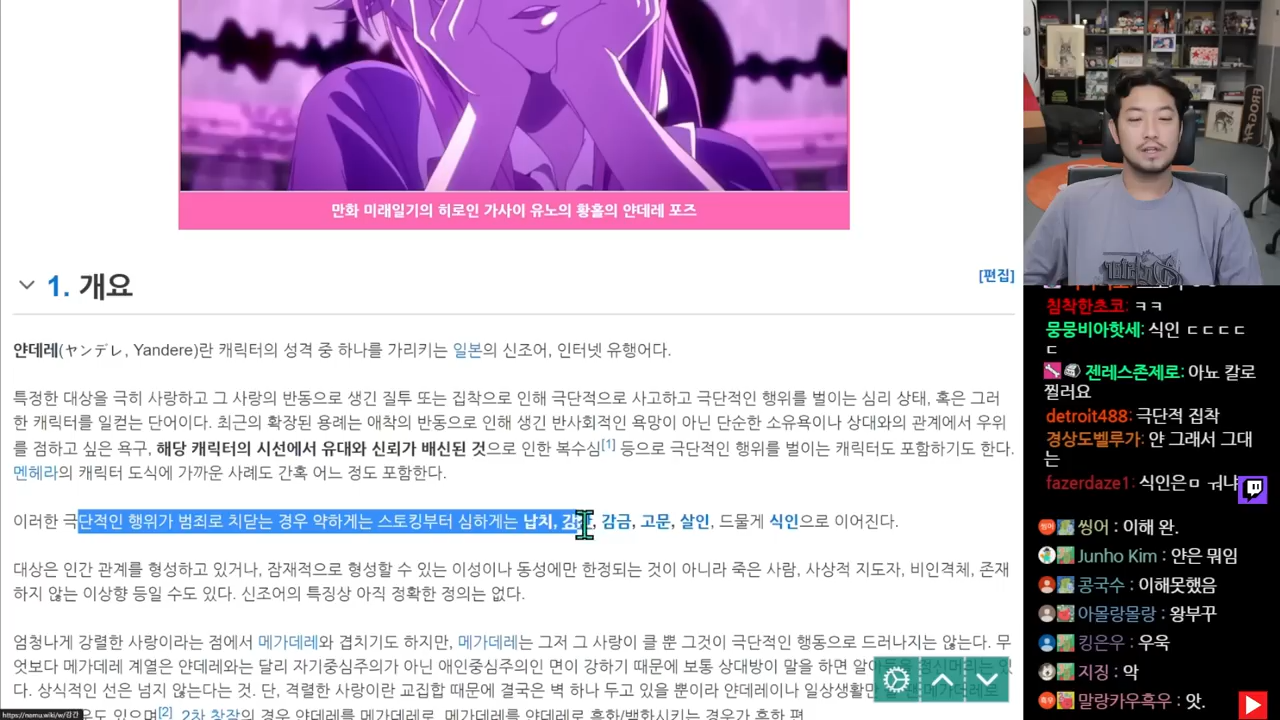 만화 미래일기의 히로인 가사이 유노의 황홀의 얀데레 포즈
1. 개요
[편집]
얀데레(ヤンデレ, Yandere)란 캐릭터의 성격 중 하나를 가리키는 일본의 신조어, 인터넷 유행어다.
특정한 대상을 극히 사랑하고 그 사랑의 반동으로 생긴 질투 또는 집착으로 인해 극단적으로 사고하고 극단적인 행위를 벌이는 심리 상태, 혹은 그러
한 캐릭터를 일컫는 단어이다. 최근의 확장된 용례는 애착의 반동으로 인해 생긴 반사회적인 욕망이 아닌 단순한 소유욕이나 상대와의 관계에서 우위
를 점하고 싶은 욕구, 해당 캐릭터의 시선에서 유대와 신뢰가 배신된 것으로 인한 복수심[1] 등으로 극단적인 행위를 벌이는 캐릭터도 포함하기도 한다.
멘헤라의 캐릭터 도식에 가까운 사례도 간혹 어느 정도 포함한다.
이러한 극단적인 행위가 범죄로 치닫는 경우 약하게는 스토킹부터 심하게는 납치, 감금, 고문, 살인, 드물게 식인으로 이어진다.
대상은 인간 관계를 형성하고 있거나, 잠재적으로 형성할 수 있는 이성이나 동성에만 한정되는 것이 아니라 죽은 사람, 사상적 지도자, 비인격체, 존재
하지 않는 이상향 등일 수도 있다. 신조어의 특징상 아직 정확한 정의는 없다.
엄청나게 강렬한 사랑이라는 점에서 메가데레와 겹치기도 하지만, 메가데레는 그저 그 사랑이 클 뿐 그것이 극단적인 행동으로 드러나지는 않는다. 무
엇보다 메가데레 계열은 얀데레와는 달리 자기중심주의가 아닌 애인중심주의인 면이 강하기 때문에 보통 상대방이 말을 하면 알아들을 정신머리는 있
다. 상식적인 선은 넘지 않는다는 것. 단, 격렬한 사랑이란 교집합 때문에 결국은 벽 하나 두고 있을 뿐이라 얀데레이나 일상생활만
우도 있으며[2] 2차 창작의 경우
https://namu.wiki/w/강간
FROG
침착한초코: ㅋㅋ
뭉뭉비아핫세: 식인 ㄷㄷㄷㄷ
ㄷ
젠레스존제로: 아뇨 칼로
찔러요
detroit488: 극단적 집착
경상도벨루가: 얀 그래서 그대
는
fazerdaze1: 식인은ㅁ 눠냐
씽어 : 이해 완.
Junho Kim : 얀은 뭐임
콩국수 : 이해못했음
아몰랑몰랑 : 왕부꾸
킹은우 : 우욱
지징 : 악
말랑카우흑우 : 앗.